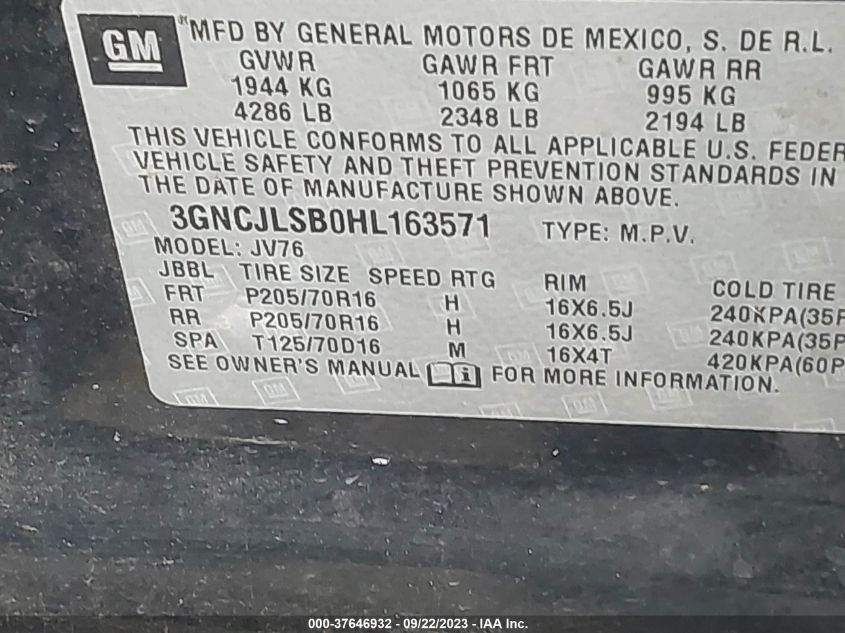 GM
MFD BY GENERAL MOTORS DE MEXICO, S. DE R.L.
GVWR GAWR FRT GAWR RR
1944 KG 1065 KG 995 KG
4286 LB 2348 LB 2194 LB
THIS VEHICLE CONFORMS TO ALL APPLICABLE U.S. FEDER
VEHICLE SAFETY AND THEFT PREVENTION STANDARDS IN
THE DATE OF MANUFACTURE SHOWN ABOVE.
3GNCJLSB0HL163571 TYPE: M.P.V.
MODEL: JV76
JBBL TIRE SIZE SPEED RTG RIM COLD TIRE
FRT P205/70R16 H 16X6.5J 240KPA(35P
RR P205/70R16 H 16X6.5J 240KPA(35P
SPA T125/70D16 M 16X4T 420KPA(60P
SEE OWNER'S MANUAL i FOR MORE INFORMATION.
000-37646932 - 09/22/2023 - IAA Inc.